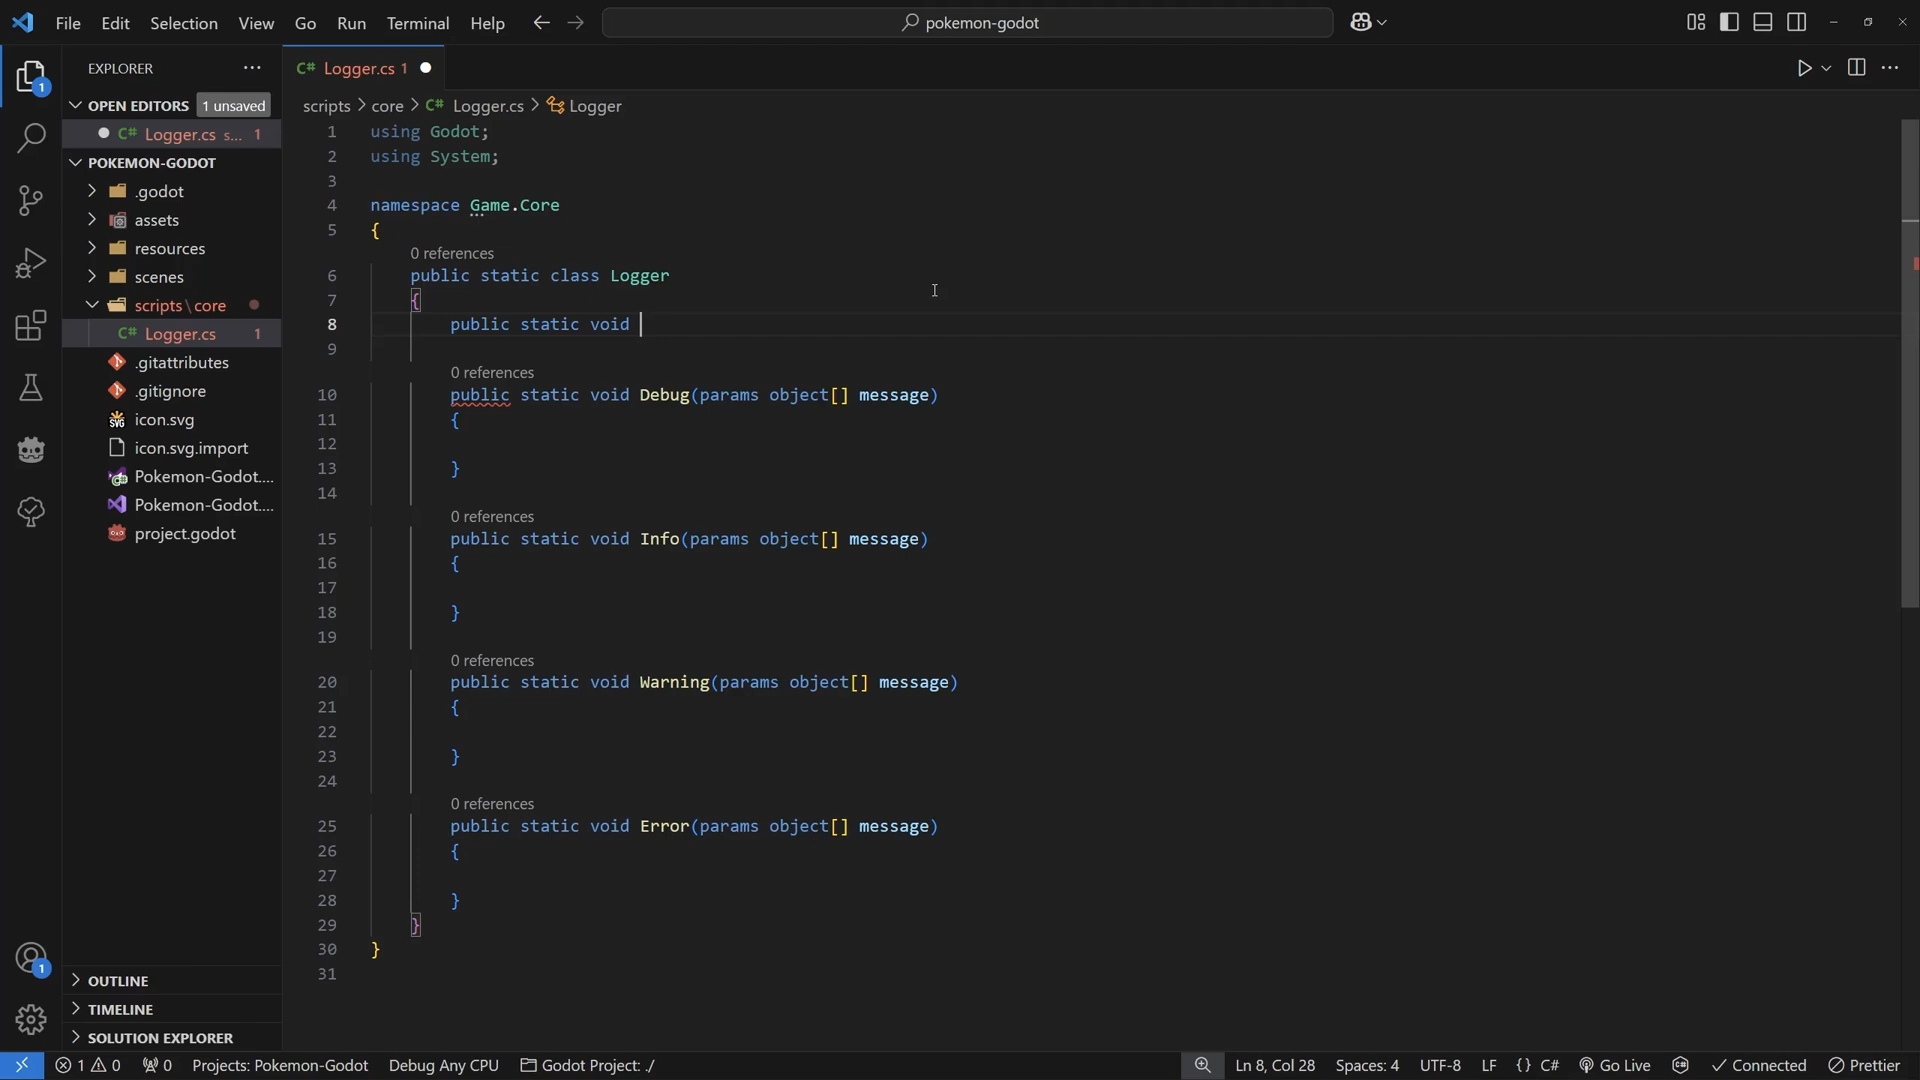 File Edit Selection View Go Run Terminal Help pokemon-godot
EXPLORER
OPEN EDITORS 1 unsaved
Logger.cs s... 1
POKEMON-GODOT
.godot
assets
resources
scenes
scripts\core
Logger.cs 1
.gitattributes
.gitignore
icon.svg
icon.svg.import
Pokemon-Godot....
Pokemon-Godot....
project.godot
OUTLINE
TIMELINE
SOLUTION EXPLORER
1
1
C# Logger.cs 1
scripts > core > C# Logger.cs > Logger
1 using Godot;
2 using System;
3
4 namespace Game.Core
5 {
0 references
6 public static class Logger
7 {
8 public static void
9
0 references
10 public static void Debug(params object[] message)
11 {
12
13 }
14
0 references
15 public static void Info(params object[] message)
16 {
17
18 }
19
0 references
20 public static void Warning(params object[] message)
21 {
22
23 }
24
0 references
25 public static void Error(params object[] message)
26 {
27
28 }
29 }
30 }
31
1 0 0 Projects: Pokemon-Godot Debug Any CPU Godot Project: ./ Ln 8, Col 28 Spaces: 4 UTF-8 LF {} C# Go Live Connected Prettier